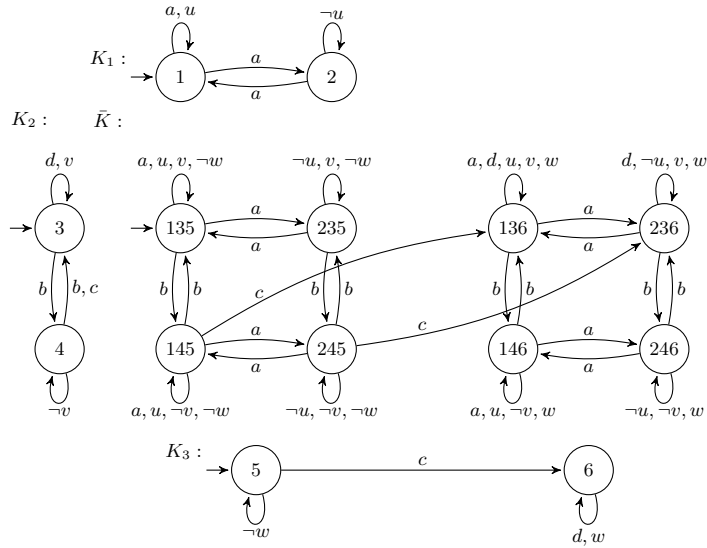 a, u ¬u
K₁ :
1 a 2
a
K₂ : K̄ :
d, v a, u, v, ¬w ¬u, v, ¬w a, d, u, v, w d, ¬u, v, w
3 135 a 235 136 a 236
a a
b b, c b b c b b b b b b
4 145 a 245 c 146 a 246
a a
¬v a, u, ¬v, ¬w ¬u, ¬v, ¬w a, u, ¬v, w ¬u, ¬v, w
K₃ :
5 c 6
¬w d, w